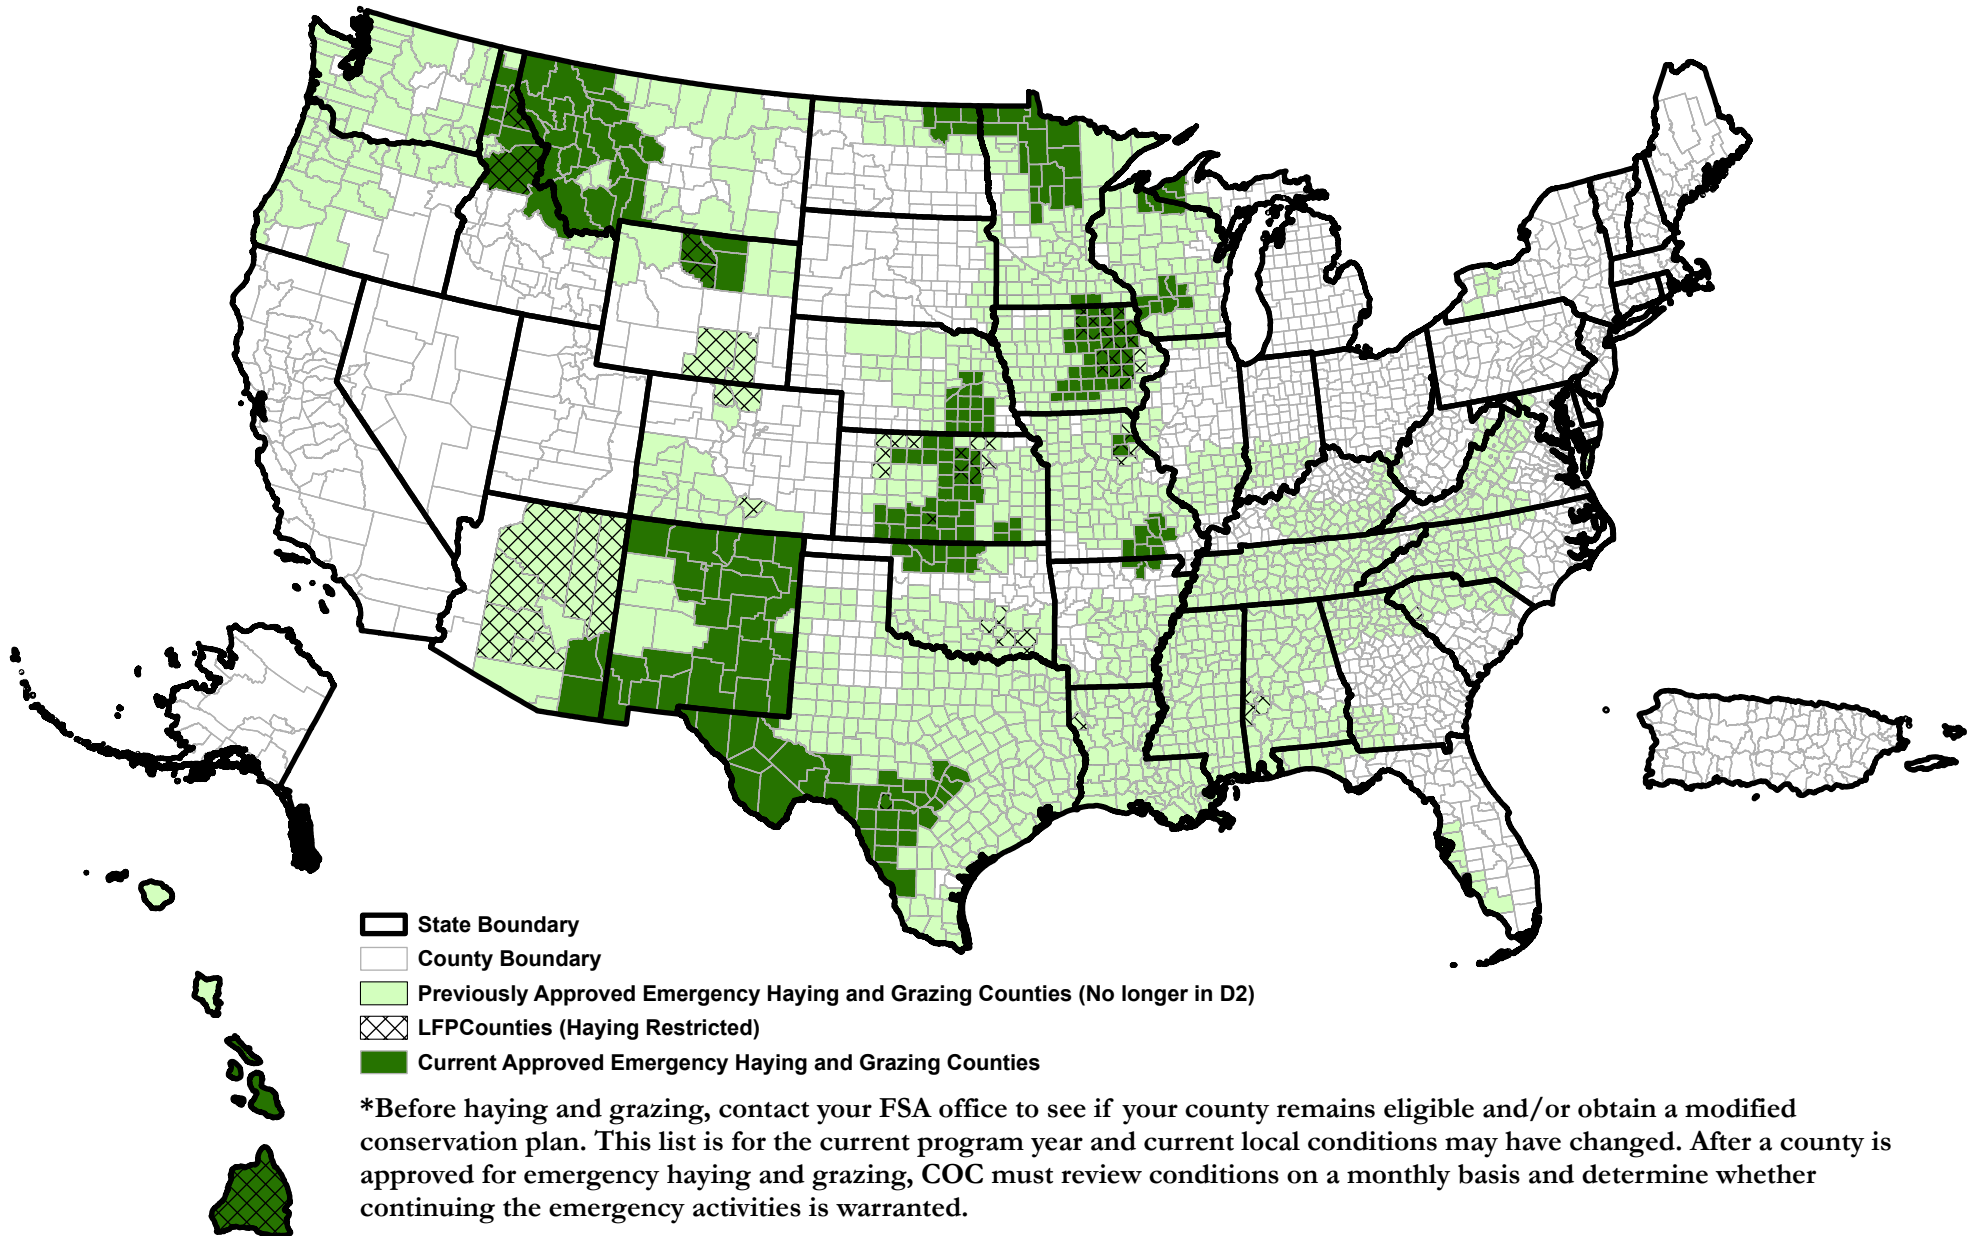 State Boundary
County Boundary
Previously Approved Emergency Haying and Grazing Counties (No longer in D2)
LFPCounties (Haying Restricted)
Current Approved Emergency Haying and Grazing Counties
*Before haying and grazing, contact your FSA office to see if your county remains eligible and/or obtain a modified
conservation plan. This list is for the current program year and current local conditions may have changed. After a county is
approved for emergency haying and grazing, COC must review conditions on a monthly basis and determine whether
continuing the emergency activities is warranted.